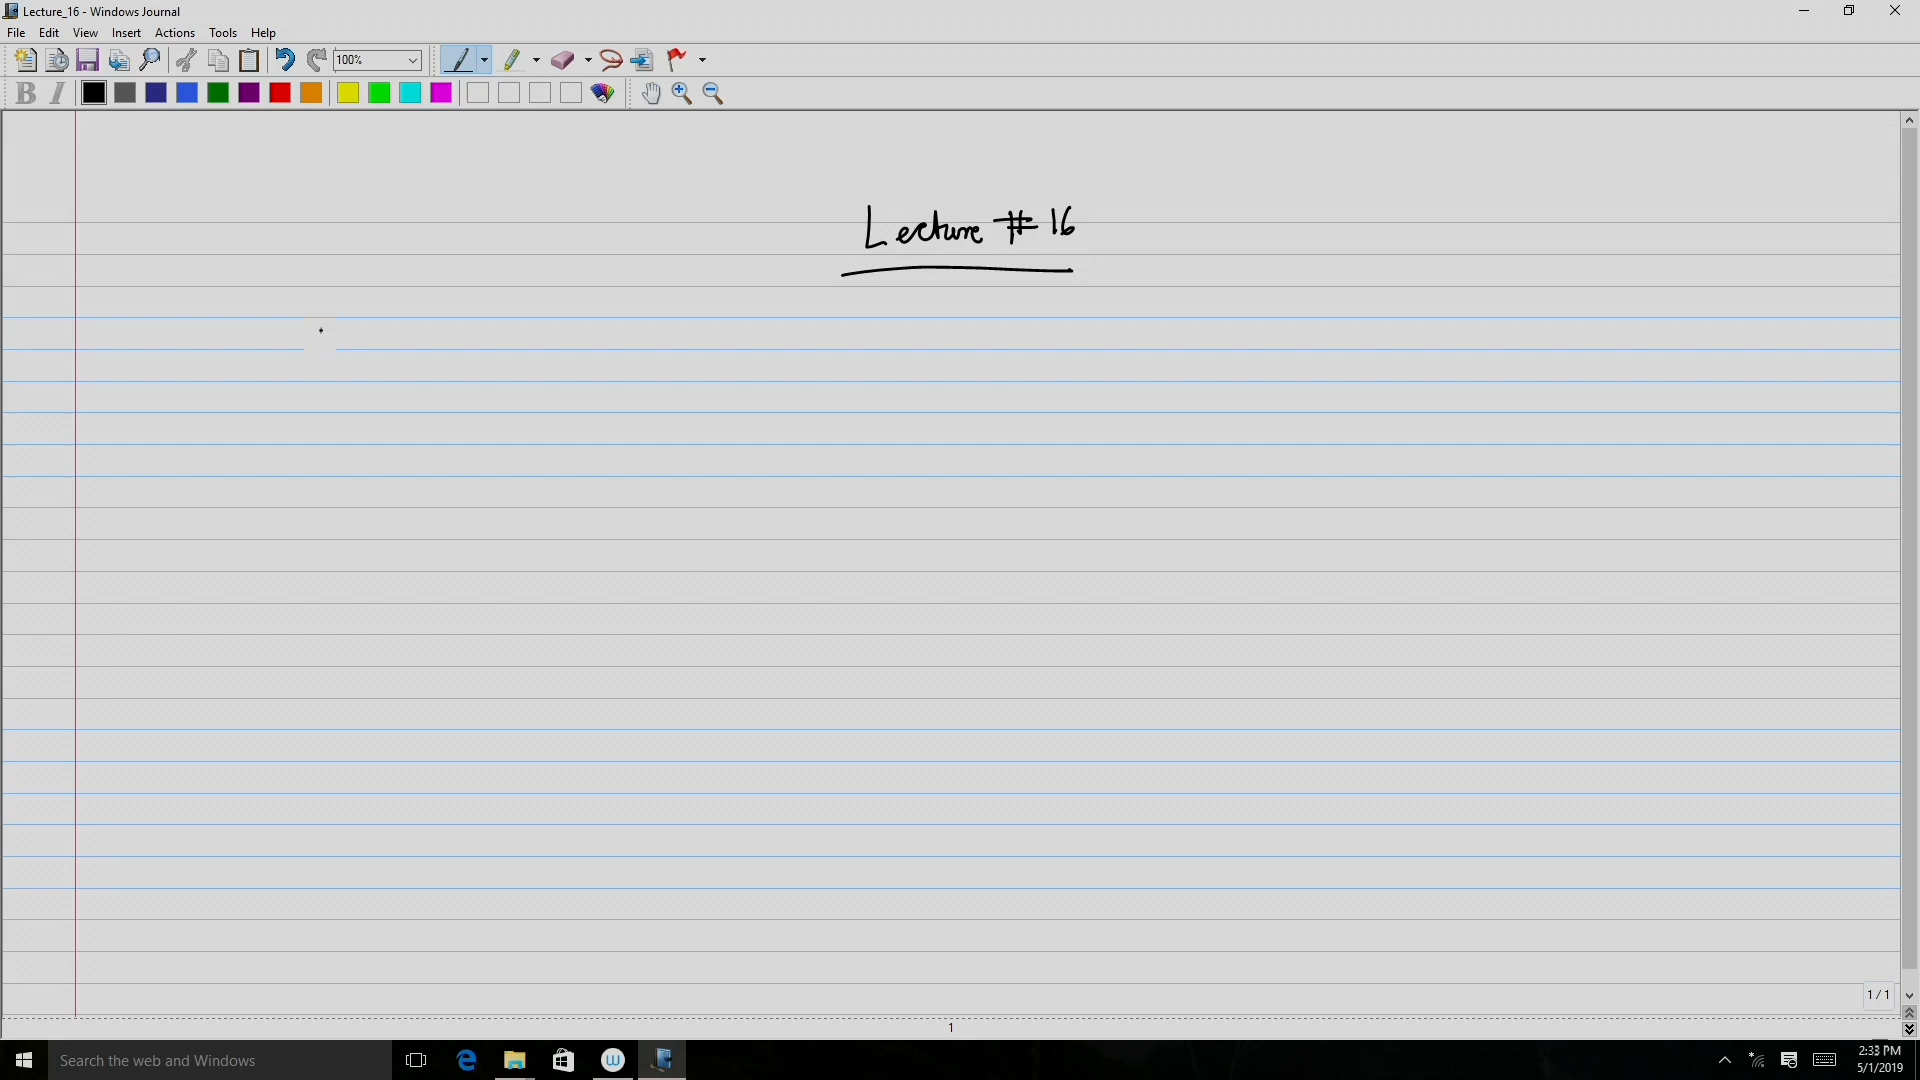 Lecture_16 - Windows Journal
File Edit View Insert Actions Tools Help
100%
B I
Lecture # 16
1 / 1
1
Search the web and Windows
2:33 PM
5/1/2019